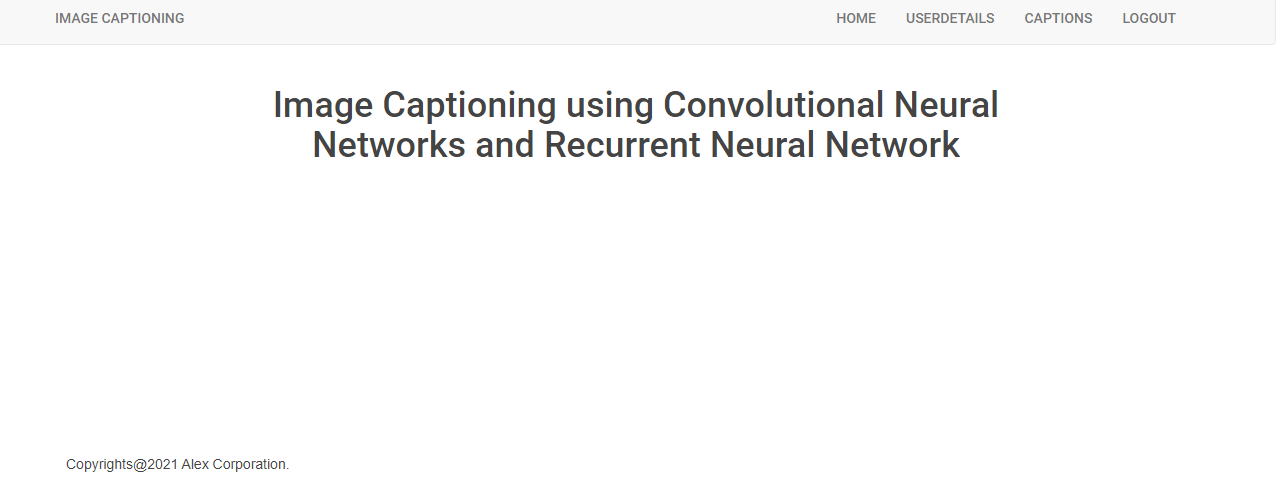 IMAGE CAPTIONING HOME USERDETAILS CAPTIONS LOGOUT
Image Captioning using Convolutional Neural
Networks and Recurrent Neural Network
Copyrights@2021 Alex Corporation.